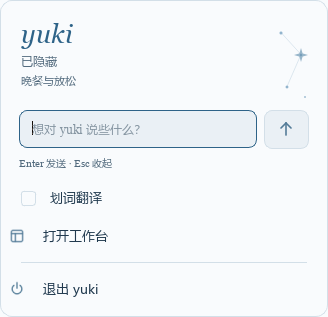 yuki
已隐藏
晚餐与放松
想对 yuki 说些什么？
Enter 发送 · Esc 收起
划词翻译
打开工作台
退出 yuki